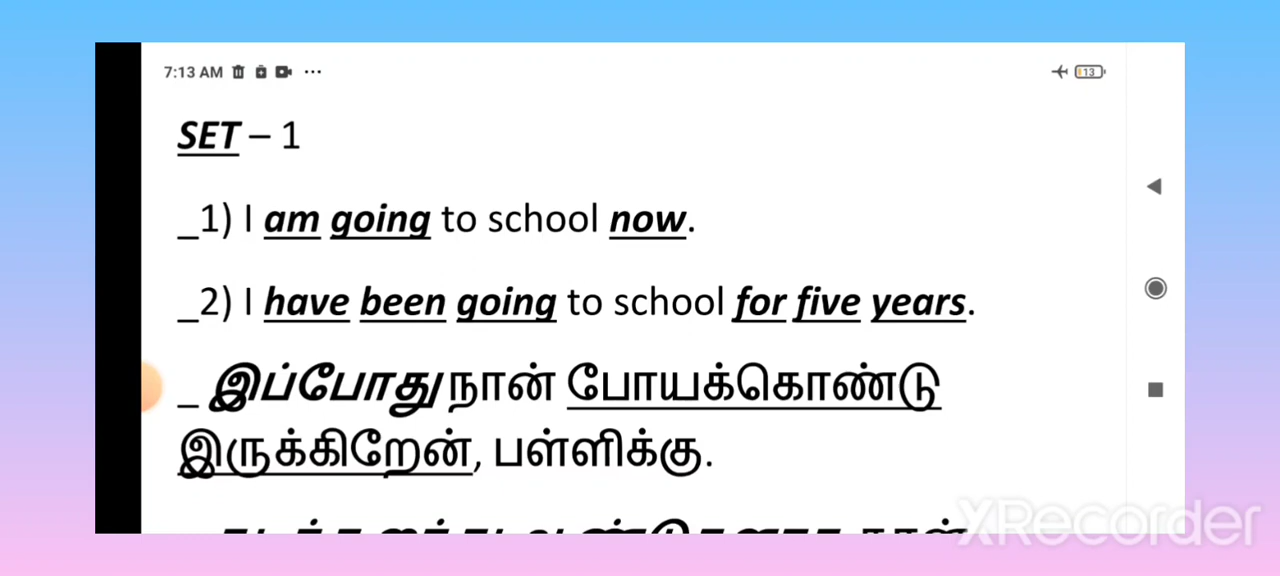 7:13 AM
13
SET – 1
_1) I am going to school now.
_2) I have been going to school for five years.
_ இப்போது நான் போயக்கொண்டு
இருக்கிறேன், பள்ளிக்கு.
XRecorder